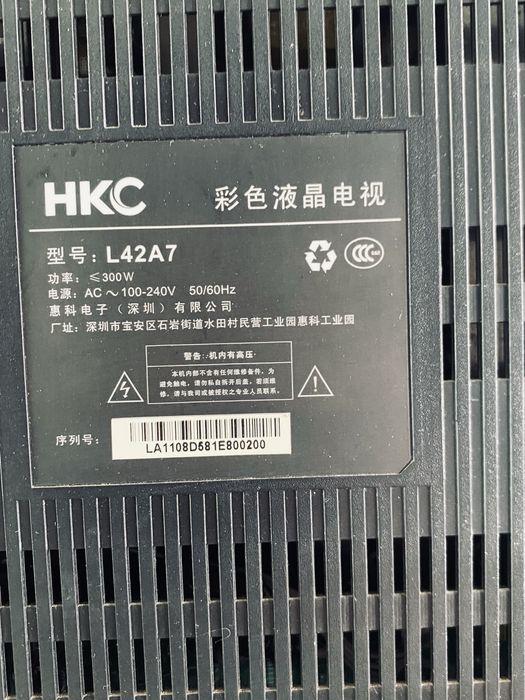 HKC 彩色液晶电视
型号：L42A7
功率：≤300W
电源：AC～100-240V 50/60Hz
惠科电子（深圳）有限公司
厂址：深圳市宝安区石岩街道水田村民营工业园惠科工业园
警告：机内有高压
本机内部不含有任何维修备件，为
避免触电，请勿私自拆开后盖，若须维
修，请与我司或被授权之专业人员联系。
序列号：
LA1108D581E800200